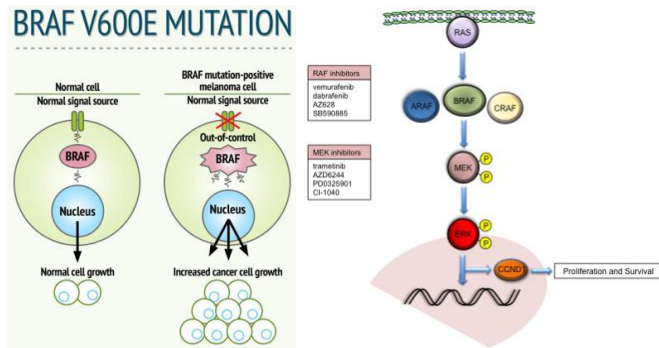 BRAF V600E MUTATION
Normal cell
Normal signal source
BRAF
Nucleus
Normal cell growth
BRAF mutation-positive
melanoma cell
Normal signal source
Out-of-control
BRAF
Nucleus
Increased cancer cell growth
RAF inhibitors
vemurafenib
dabrafenib
AZ628
SB590885
MEK inhibitors
trametinib
AZD6244
PD0325901
CI-1040
RAS
ARAF
BRAF
CRAF
MEK
P
P
ERK
P
P
CCND1
Proliferation and Survival